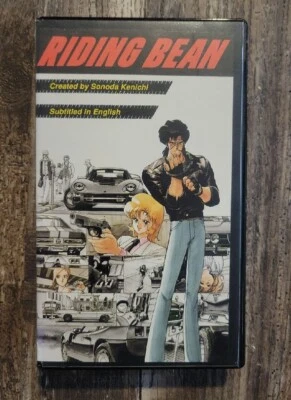 RIDING BEAN
Created by Sonoda Kenichi
Subtitled in English